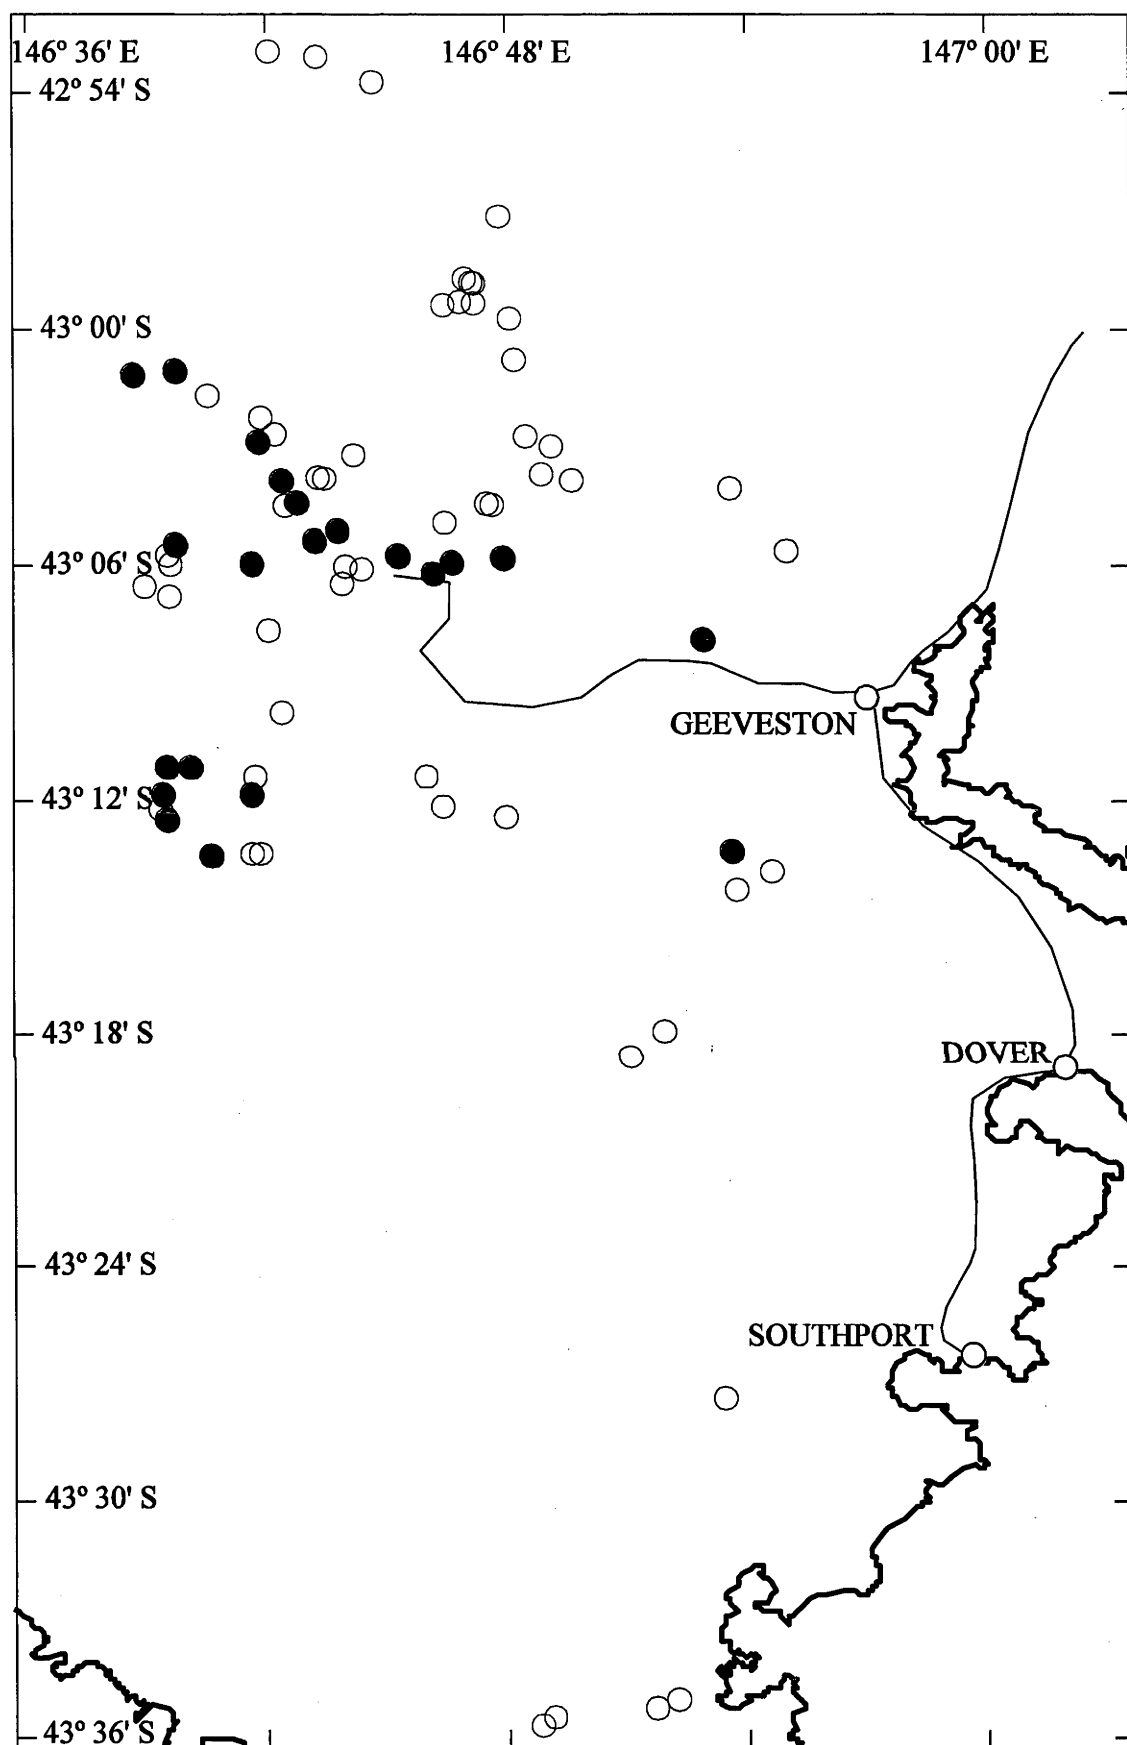 146° 36' E 146° 48' E 147° 00' E
42° 54' S
43° 00' S
43° 06' S
GEEVESTON
43° 12' S
43° 18' S
DOVER
43° 24' S
SOUTHPORT
43° 30' S
43° 36' S